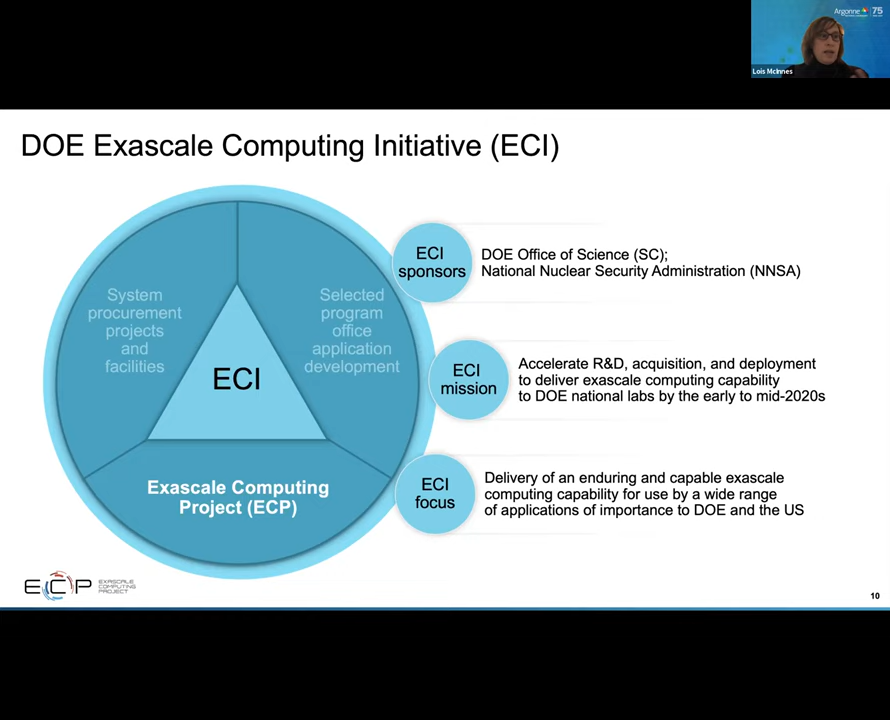 Argonne 75
Lois McInnes
DOE Exascale Computing Initiative (ECI)
System
procurement
projects
and
facilities
Selected
program
office
application
development
ECI
Exascale Computing
Project (ECP)
ECI
sponsors
DOE Office of Science (SC);
National Nuclear Security Administration (NNSA)
ECI
mission
Accelerate R&D, acquisition, and deployment
to deliver exascale computing capability
to DOE national labs by the early to mid-2020s
ECI
focus
Delivery of an enduring and capable exascale
computing capability for use by a wide range
of applications of importance to DOE and the US
ECP
EXASCALE
COMPUTING
PROJECT
10